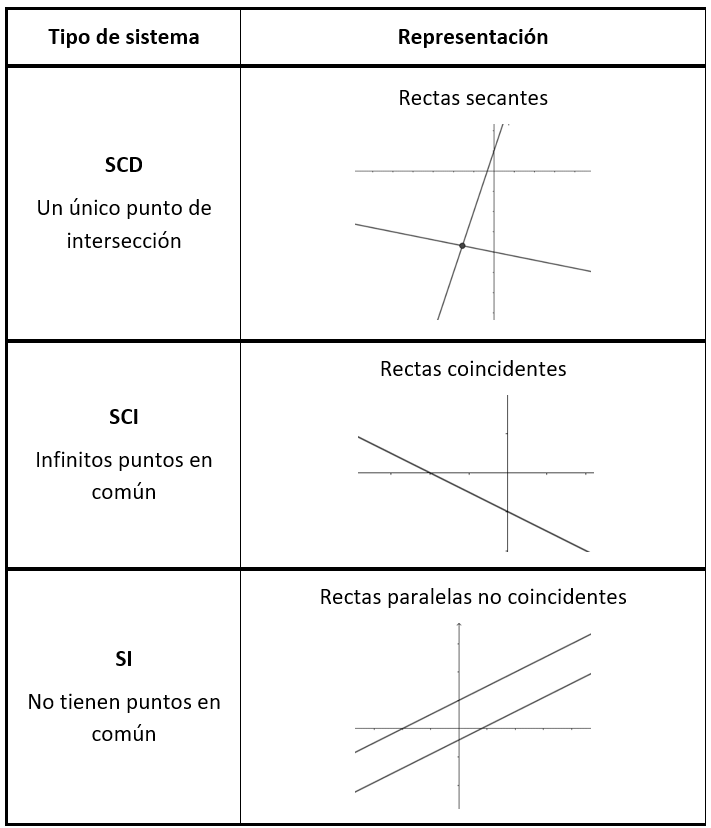 Tipo de sistema
Representación
SCD
Un único punto de
intersección
Rectas secantes
SCI
Infinitos puntos en
común
Rectas coincidentes
SI
No tienen puntos en
común
Rectas paralelas no coincidentes